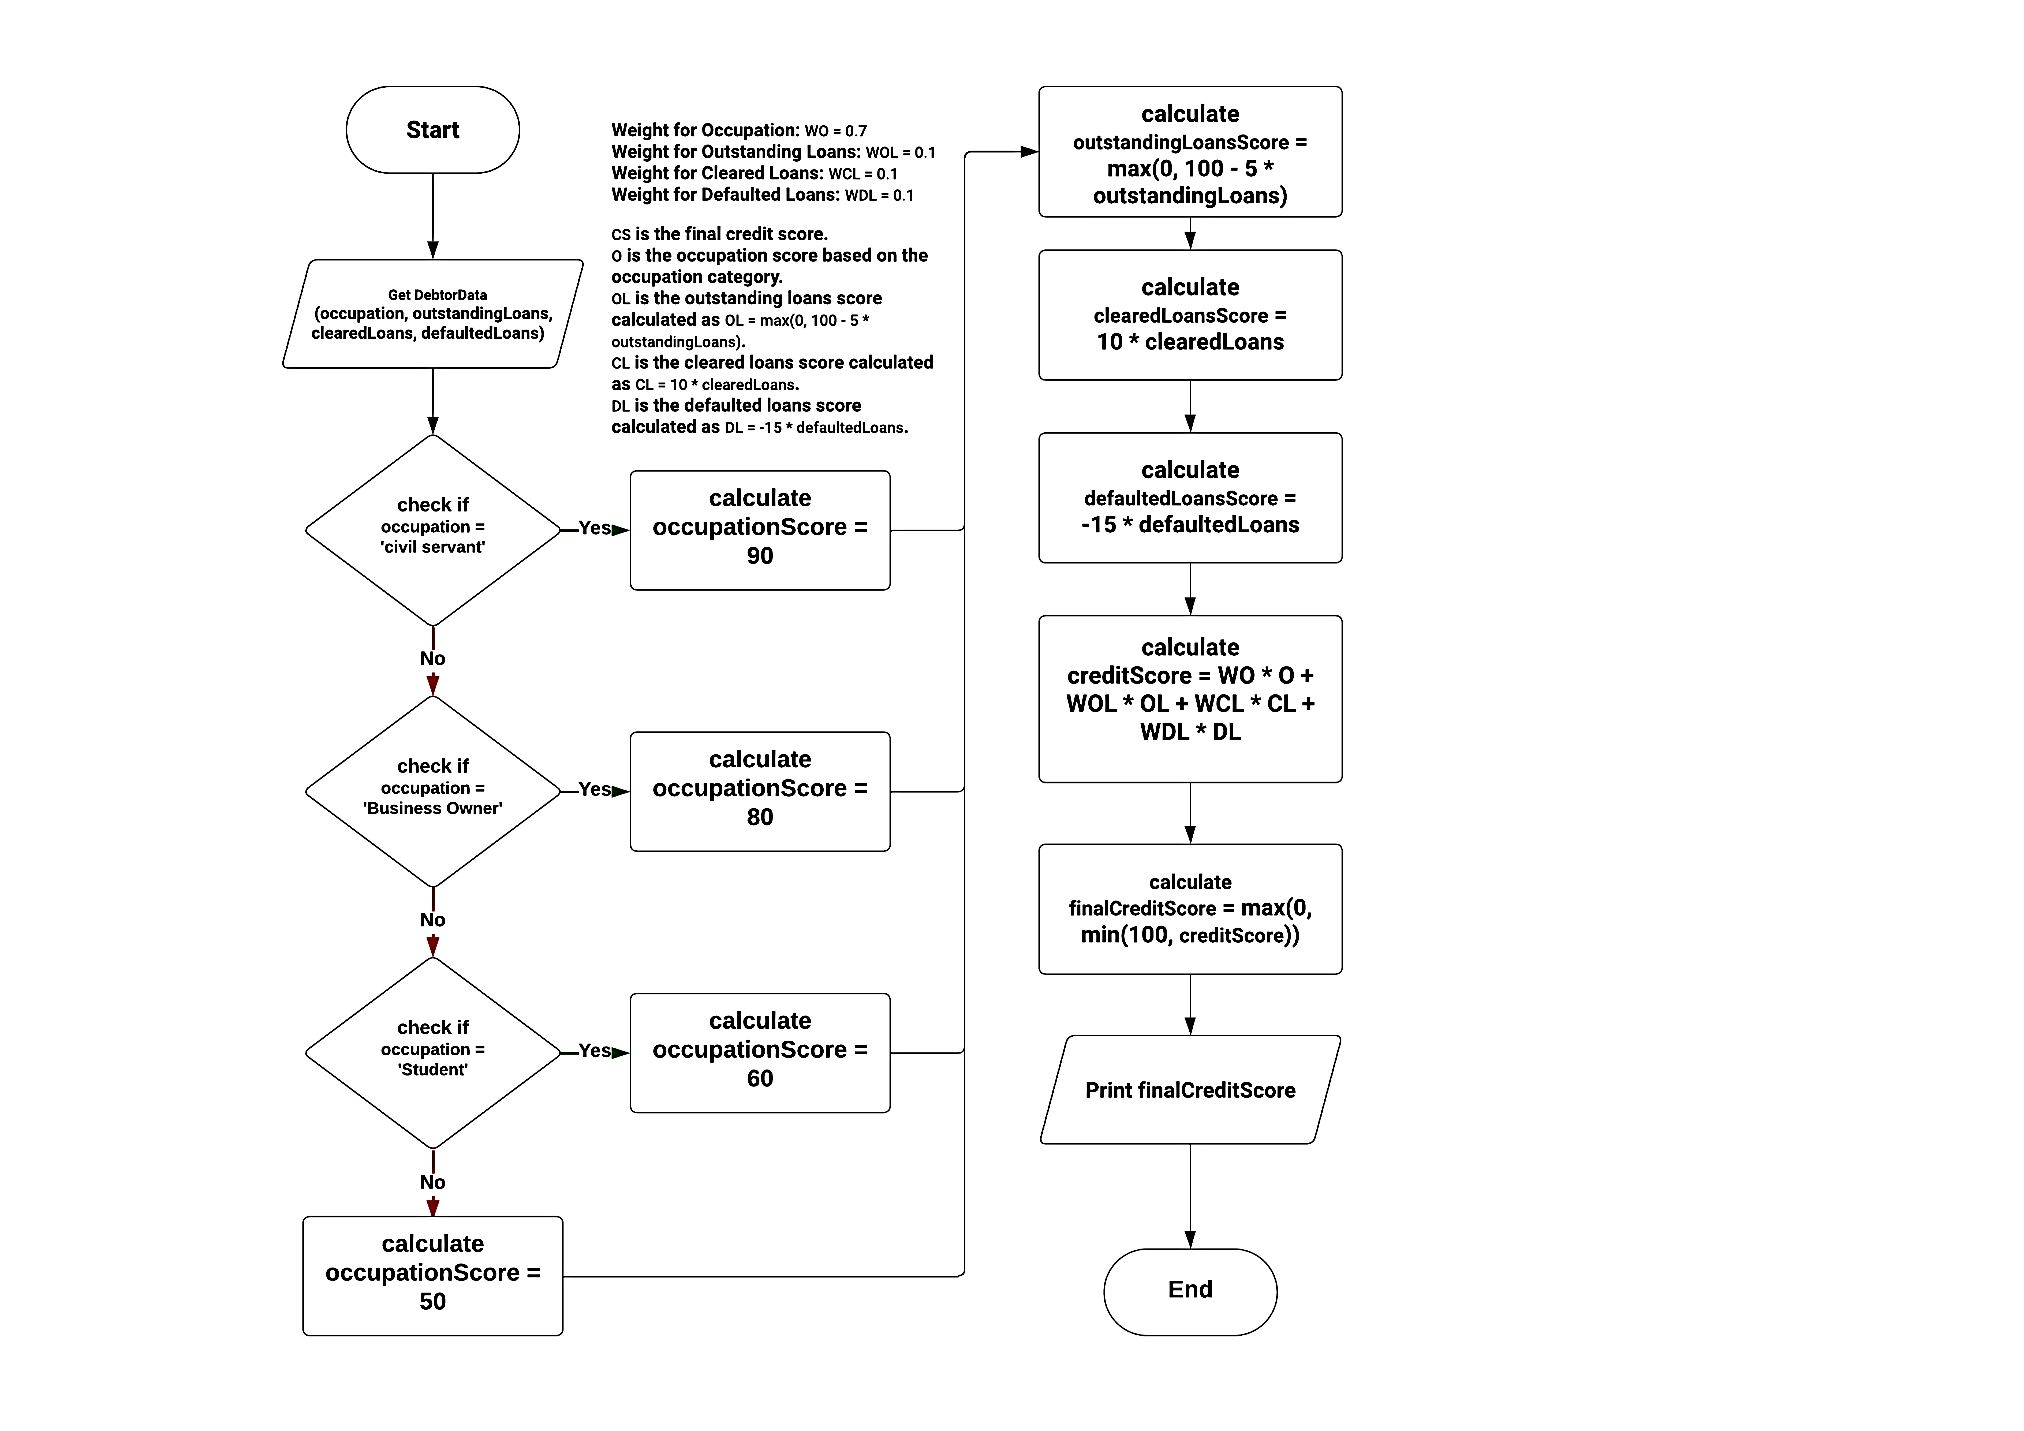 Start
Get DebtorData
(occupation, outstandingLoans,
clearedLoans, defaultedLoans)
check if
occupation =
'civil servant'
Yes
calculate
occupationScore =
90
No
check if
occupation =
'Business Owner'
Yes
calculate
occupationScore =
80
No
check if
occupation =
'Student'
Yes
calculate
occupationScore =
60
No
calculate
occupationScore =
50
Weight for Occupation: WO = 0.7
Weight for Outstanding Loans: WOL = 0.1
Weight for Cleared Loans: WCL = 0.1
Weight for Defaulted Loans: WDL = 0.1
CS is the final credit score.
O is the occupation score based on the
occupation category.
OL is the outstanding loans score
calculated as OL = max(0, 100 - 5 *
outstandingLoans).
CL is the cleared loans score calculated
as CL = 10 * clearedLoans.
DL is the defaulted loans score
calculated as DL = -15 * defaultedLoans.
calculate
outstandingLoansScore =
max(0, 100 - 5 *
outstandingLoans)
calculate
clearedLoansScore =
10 * clearedLoans
calculate
defaultedLoansScore =
-15 * defaultedLoans
calculate
creditScore = WO * O +
WOL * OL + WCL * CL +
WDL * DL
calculate
finalCreditScore = max(0,
min(100, creditScore))
Print finalCreditScore
End